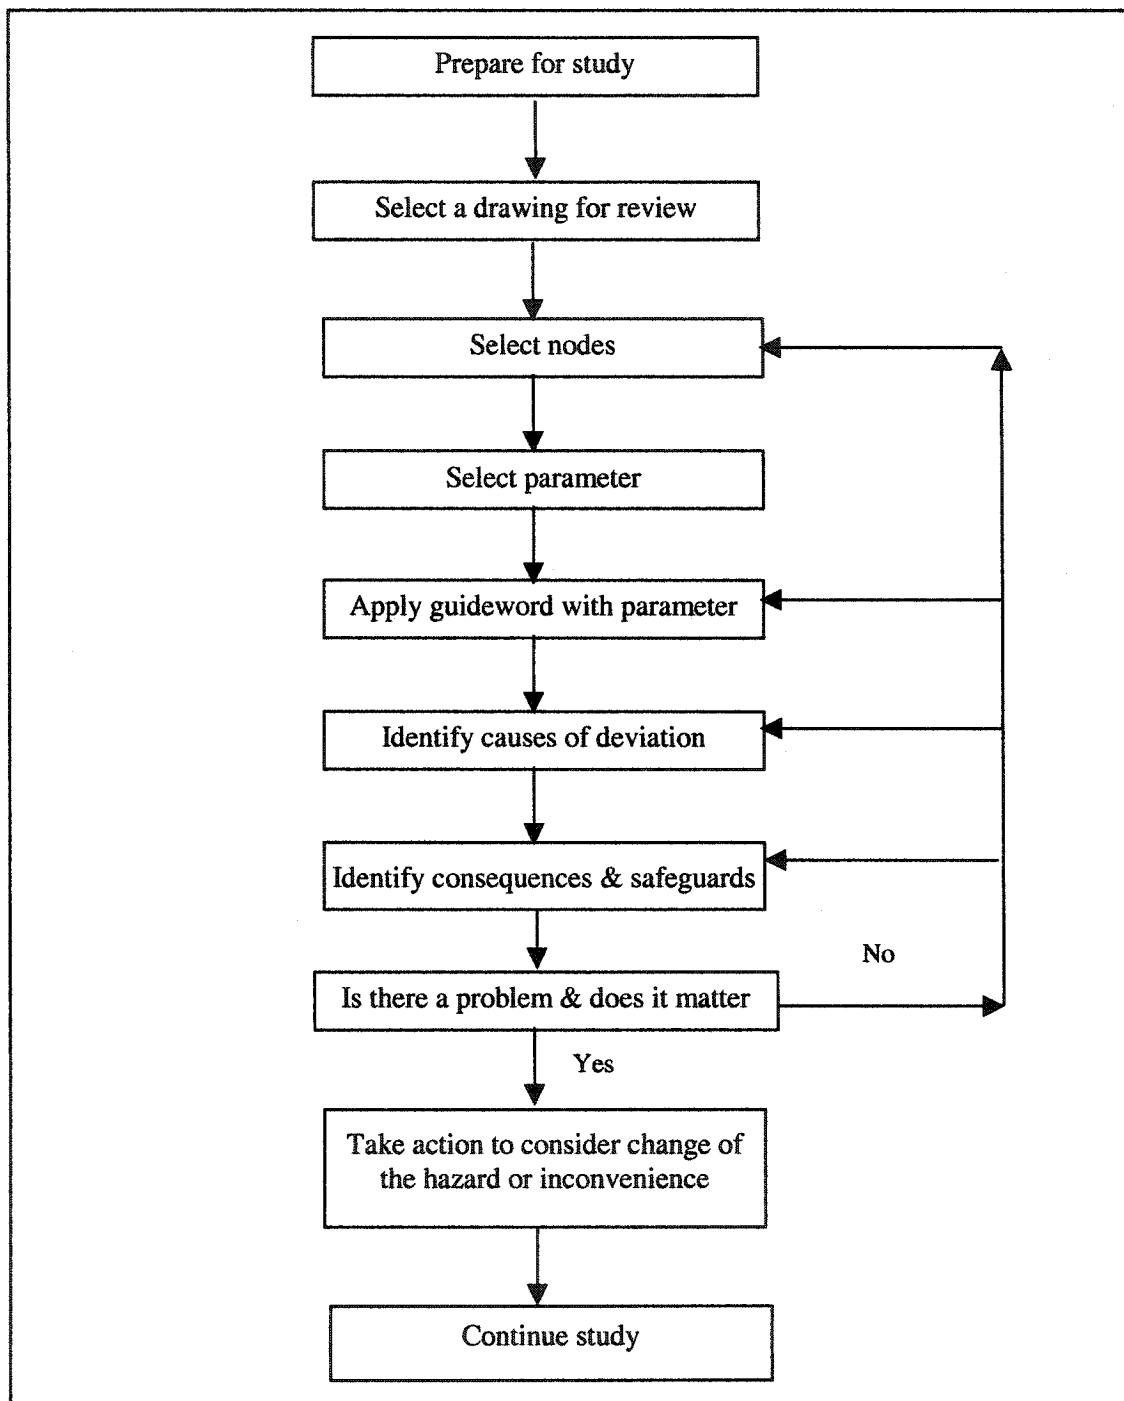 Prepare for study
Select a drawing for review
Select nodes
Select parameter
Apply guideword with parameter
Identify causes of deviation
Identify consequences & safeguards
No
Is there a problem & does it matter
Yes
Take action to consider change of
the hazard or inconvenience
Continue study